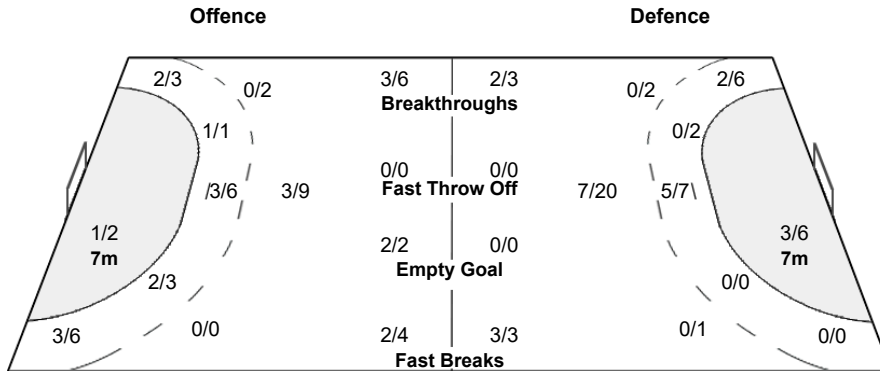 Offence Defence
2/3 0/2 3/6 2/3 0/2 2/6
Breakthroughs
1/1 0/2
0/0 0/0
3/6 3/9 Fast Throw Off 7/20 5/7
1/2 2/2 0/0 3/6
7m Empty Goal 7m
2/3 0/0
3/6 0/0 2/4 3/3 0/1 0/0
Fast Breaks